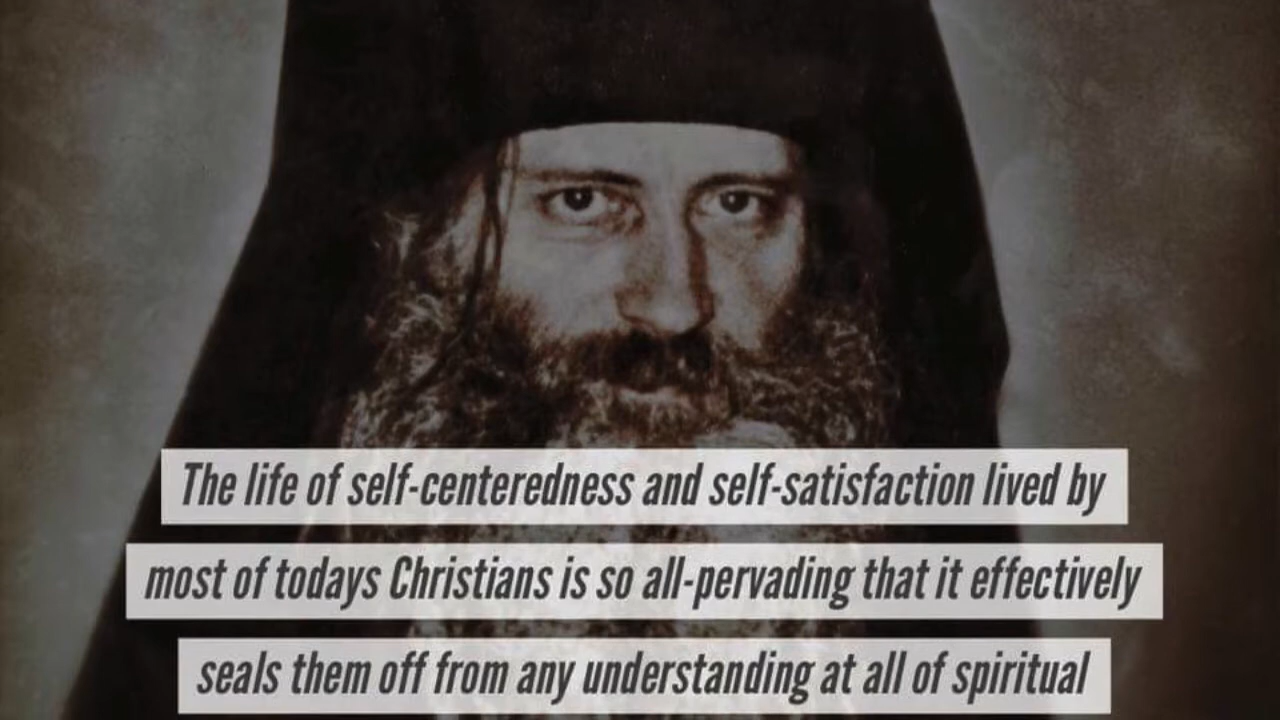 The life of self-centeredness and self-satisfaction lived by
most of todays Christians is so all-pervading that it effectively
seals them off from any understanding at all of spiritual